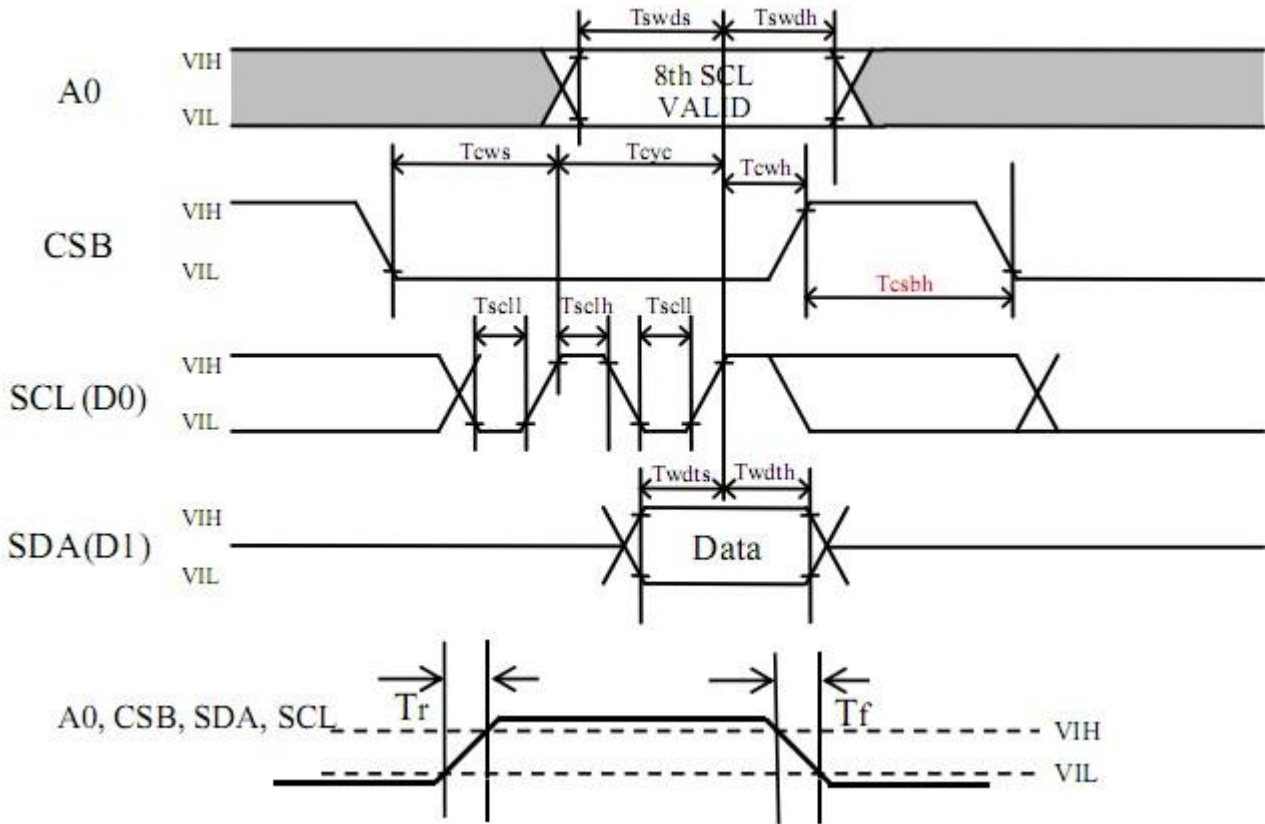 Tswds Tswdh
A0 VIH 8th SCL
VIL VALID
Tcws Tcyc Tcwh
CSB VIH
VIL Tcsbh
Tscll Tsclh Tscll
SCL (D0) VIH
VIL
Twdts Twdth
SDA(D1) VIH
VIL Data
A0, CSB, SDA, SCL Tr Tf VIH
VIL